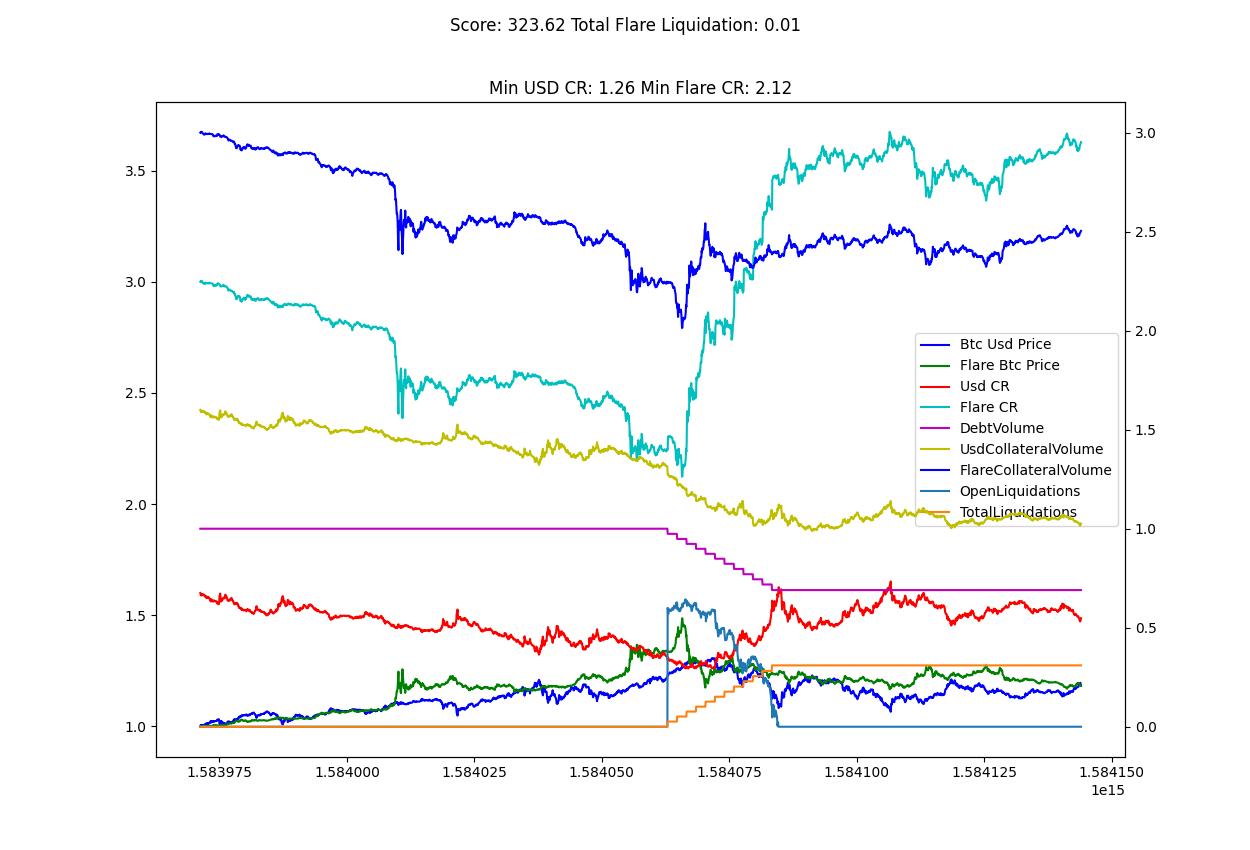 Score: 323.62 Total Flare Liquidation: 0.01
Min USD CR: 1.26 Min Flare CR: 2.12
3.5
3.0
2.5
2.0
1.5
1.0
3.0
2.5
2.0
1.5
1.0
0.5
0.0
Btc Usd Price
Flare Btc Price
Usd CR
Flare CR
DebtVolume
UsdCollateralVolume
FlareCollateralVolume
OpenLiquidations
TotalLiquidations
1.583975 1.584000 1.584025 1.584050 1.584075 1.584100 1.584125 1.584150
1e15